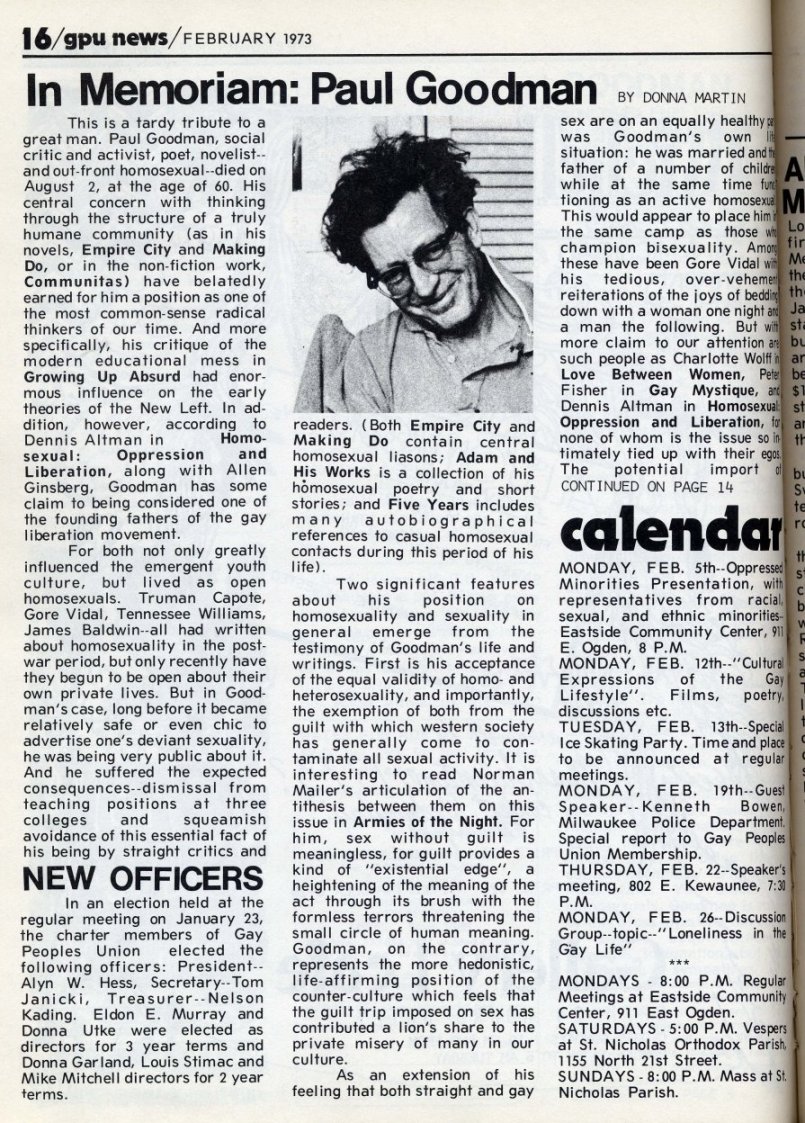 16/gpu news/FEBRUARY 1973
In Memoriam: Paul Goodman BY DONNA MARTIN
This is a tardy tribute to a
great man. Paul Goodman, social
critic and activist, poet, novelist--
and out-front homosexual--died on
August 2, at the age of 60. His
central concern with thinking
through the structure of a truly
humane community (as in his
novels, Empire City and Making
Do, or in the non-fiction work,
Communitas) have belatedly
earned for him a position as one of
the most common-sense radical
thinkers of our time. And more
specifically, his critique of the
modern educational mess in
Growing Up Absurd had enor-
mous influence on the early
theories of the New Left. In ad-
dition, however, according to
Dennis Altman in Homo-
sexual: Oppression and
Liberation, along with Allen
Ginsberg, Goodman has some
claim to being considered one of
the founding fathers of the gay
liberation movement.
For both not only greatly
influenced the emergent youth
culture, but lived as open
homosexuals. Truman Capote,
Gore Vidal, Tennessee Williams,
James Baldwin--all had written
about homosexuality in the post-
war period, but only recently have
they begun to be open about their
own private lives. But in Good-
man's case, long before it became
relatively safe or even chic to
advertise one's deviant sexuality,
he was being very public about it.
And he suffered the expected
consequences--dismissal from
teaching positions at three
colleges and squeamish
avoidance of this essential fact of
his being by straight critics and
readers. (Both Empire City and
Making Do contain central
homosexual liasons; Adam and
His Works is a collection of his
homosexual poetry and short
stories; and Five Years includes
many autobiographical
references to casual homosexual
contacts during this period of his
life).
Two significant features
about his position on
homosexuality and sexuality in
general emerge from the
testimony of Goodman's life and
writings. First is his acceptance
of the equal validity of homo- and
heterosexuality, and importantly,
the exemption of both from the
guilt with which western society
has generally come to con-
taminate all sexual activity. It is
interesting to read Norman
Mailer's articulation of the an-
tithesis between them on this
issue in Armies of the Night. For
him, sex without guilt is
meaningless, for guilt provides a
kind of "existential edge", a
heightening of the meaning of the
act through its brush with the
formless terrors threatening the
small circle of human meaning.
Goodman, on the contrary,
represents the more hedonistic,
life-affirming position of the
counter-culture which feels that
the guilt trip imposed on sex has
contributed a lion's share to the
private misery of many in our
culture.
As an extension of his
feeling that both straight and gay
sex are on an equally healthy
was Goodman's own
situation: he was married and
father of a number of
while at the same time
tioning as an active homosexual
This would appear to place him
the same camp as those
champion bisexuality. Among
these have been Gore Vidal with
his tedious, over-vehement
reiterations of the joys of bedding
down with a woman one night and
a man the following. But with
more claim to our attention are
such people as Charlotte Wolff in
Love Between Women, Peter
Fisher in Gay Mystique, and
Dennis Altman in Homosexual:
Oppression and Liberation, for
none of whom is the issue so in-
timately tied up with their egos.
The potential import of
CONTINUED ON PAGE 14
NEW OFFICERS
In an election held at the
regular meeting on January 23,
the charter members of Gay
Peoples Union elected the
following officers: President--
Alyn W. Hess, Secretary--Tom
Janicki, Treasurer--Nelson
Kading. Eldon E. Murray and
Donna Utke were elected as
directors for 3 year terms and
Donna Garland, Louis Stimac and
Mike Mitchell directors for 2 year
terms.
calendar
MONDAY, FEB. 5th--Oppressed
Minorities Presentation, with
representatives from racial,
sexual, and ethnic minorities-
Eastside Community Center, 911
E. Ogden, 8 P.M.
MONDAY, FEB. 12th--"Cultural
Expressions of the Gay
Lifestyle". Films, poetry,
discussions etc.
TUESDAY, FEB. 13th--Special
Ice Skating Party. Time and place
to be announced at regular
meetings.
MONDAY, FEB. 19th--Guest
Speaker--Kenneth Bowen,
Milwaukee Police Department.
Special report to Gay Peoples
Union Membership.
THURSDAY, FEB. 22--Speaker's
meeting, 802 E. Kewaunee, 7:30
P.M.
MONDAY, FEB. 26--Discussion
Group--topic--"Loneliness in the
Gay Life"
***
MONDAYS - 8:00 P.M. Regular
Meetings at Eastside Community
Center, 911 East Ogden.
SATURDAYS - 5:00 P.M. Vespers
at St. Nicholas Orthodox Parish,
1155 North 21st Street.
SUNDAYS - 8:00 P.M. Mass at St.
Nicholas Parish.